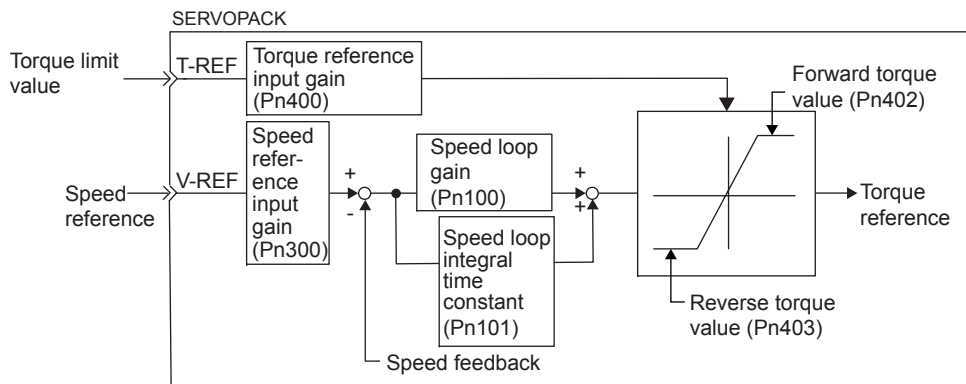 SERVOPACK
Torque limit
value
T-REF
Torque reference
input gain
(Pn400)
Forward torque
value (Pn402)
Speed
reference
V-REF
Speed
refer-
ence
input
gain
(Pn300)
+
-
Speed loop
gain
(Pn100)
+
+
Speed loop
integral
time
constant
(Pn101)
Torque
reference
Reverse torque
value (Pn403)
Speed feedback